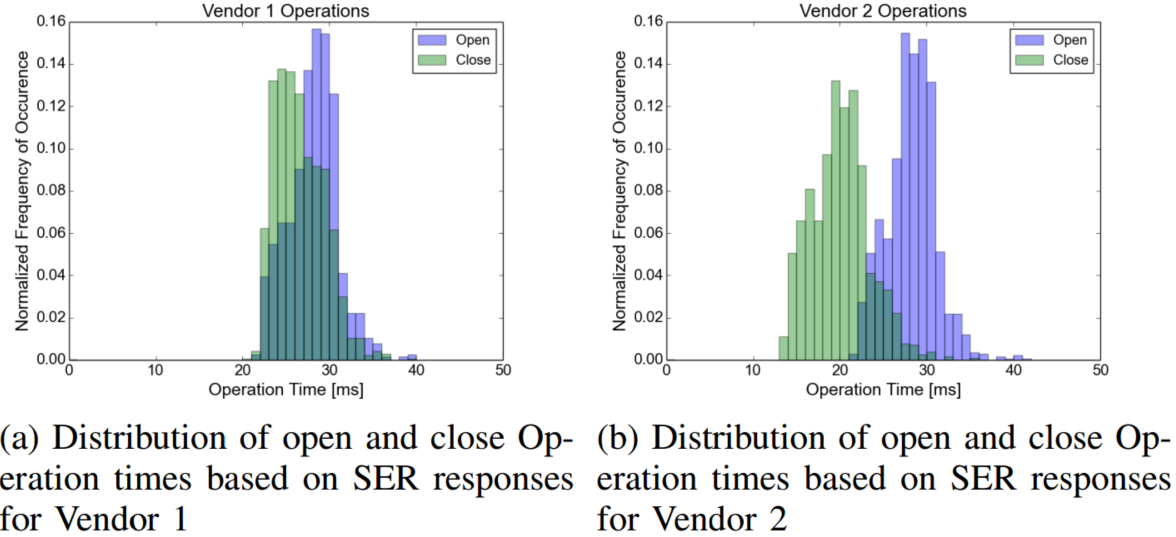 Vendor 1 Operations
0.16
0.14
0.12
0.10
0.08
0.06
0.04
0.02
0.00
Normalized Frequency of Occurence
Open
Close
0
10
20
30
40
50
Operation Time [ms]
(a) Distribution of open and close Op-
eration times based on SER responses
for Vendor 1
Vendor 2 Operations
0.16
0.14
0.12
0.10
0.08
0.06
0.04
0.02
0.00
Normalized Frequency of Occurence
Open
Close
0
10
20
30
40
50
Operation Time [ms]
(b) Distribution of open and close Op-
eration times based on SER responses
for Vendor 2